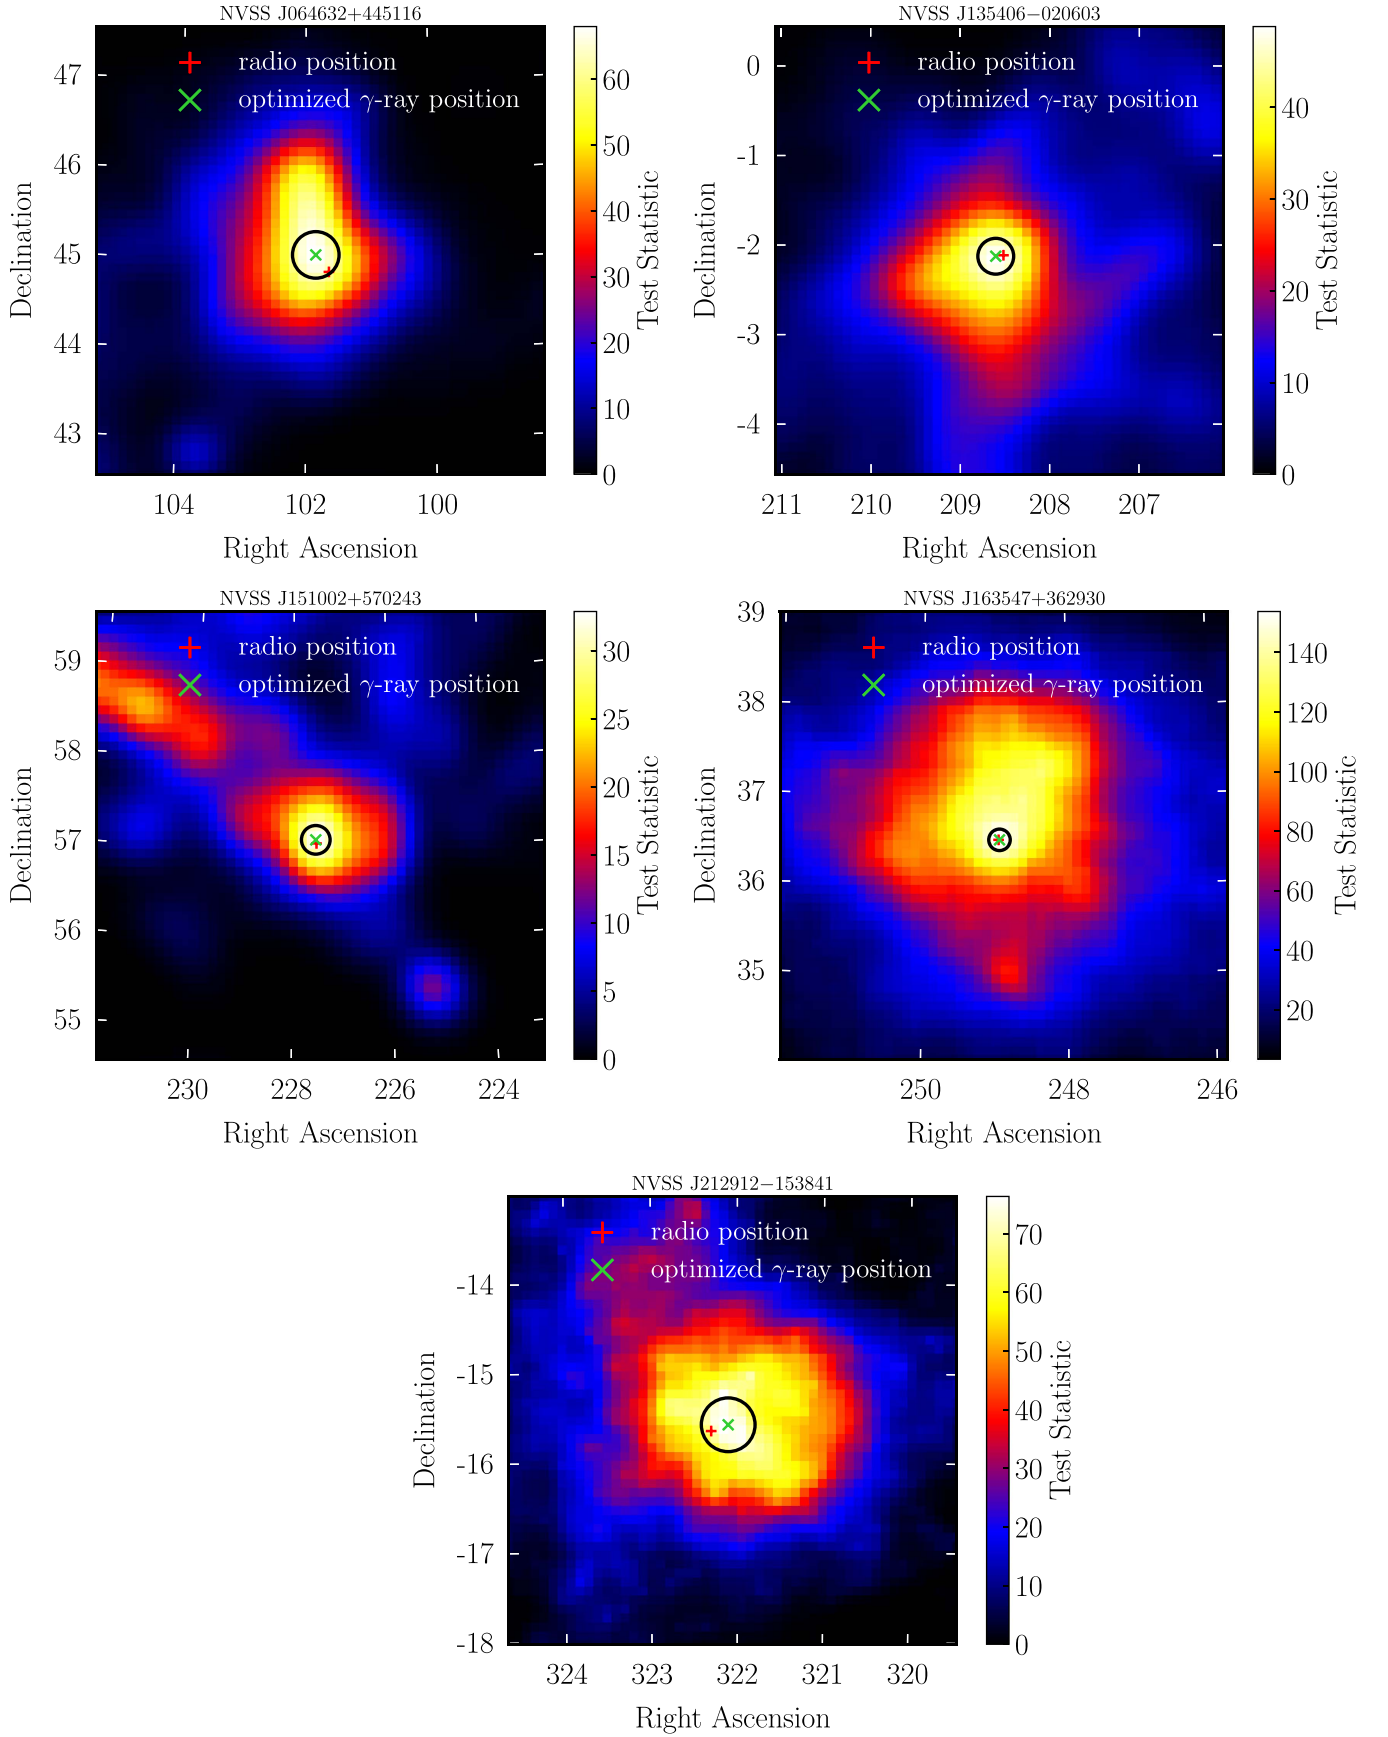 NVSS J064632+445116
radio position
optimized γ-ray position
47
46
45
44
43
Declination
104
102
100
Right Ascension
60
50
40
30
20
10
0
Test Statistic
NVSS J135406−020603
radio position
optimized γ-ray position
0
-1
-2
-3
-4
Declination
211
210
209
208
207
Right Ascension
40
30
20
10
0
Test Statistic
NVSS J151002+570243
radio position
optimized γ-ray position
59
58
57
56
55
Declination
230
228
226
224
Right Ascension
30
25
20
15
10
5
0
Test Statistic
NVSS J163547+362930
radio position
optimized γ-ray position
39
38
37
36
35
Declination
250
248
246
Right Ascension
140
120
100
80
60
40
20
Test Statistic
NVSS J212912−153841
radio position
optimized γ-ray position
-14
-15
-16
-17
-18
Declination
324
323
322
321
320
Right Ascension
70
60
50
40
30
20
10
0
Test Statistic